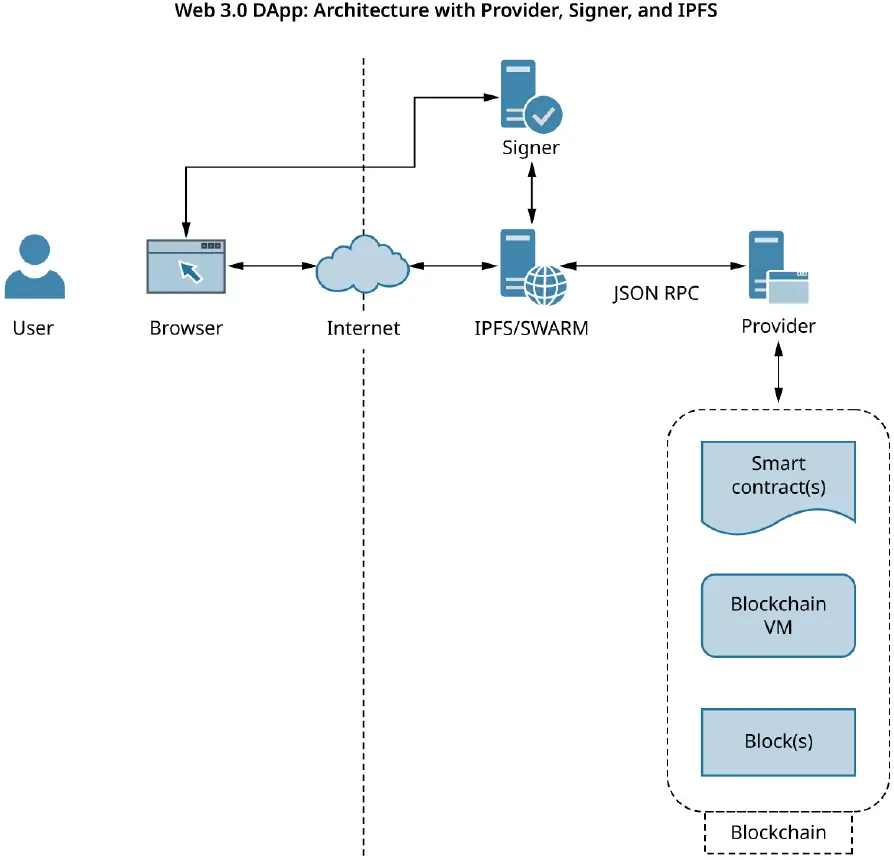 Web 3.0 DApp: Architecture with Provider, Signer, and IPFS
Signer
User
Browser
Internet
IPFS/SWARM
JSON RPC
Provider
Smart
contract(s)
Blockchain
VM
Block(s)
Blockchain